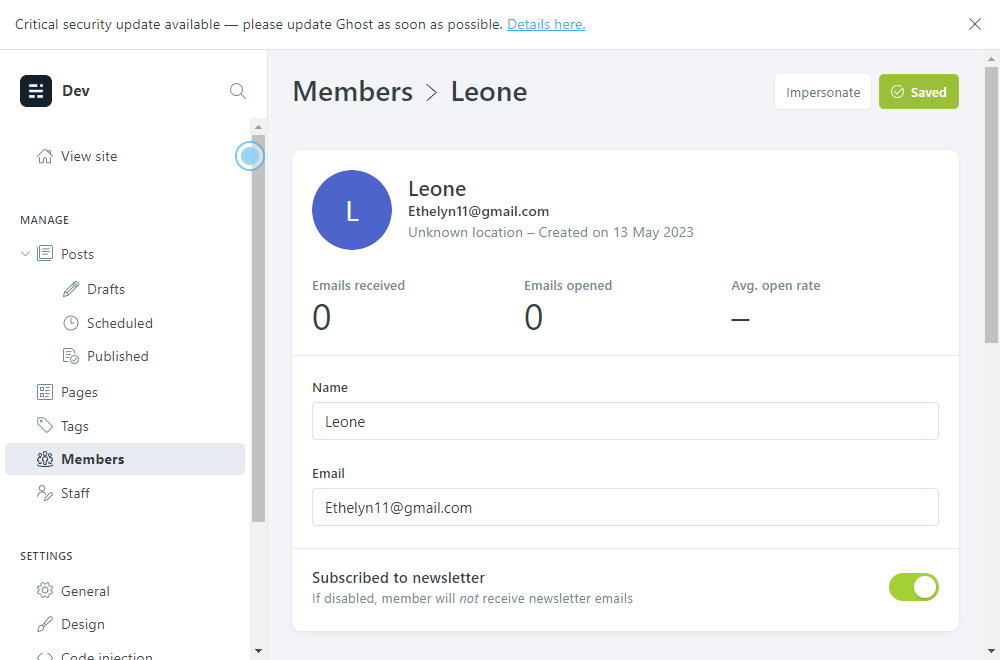 Critical security update available — please update Ghost as soon as possible. Details here.
Dev
View site
MANAGE
Posts
Drafts
Scheduled
Published
Pages
Tags
Members
Staff
SETTINGS
General
Design
Code injection
Members > Leone
Impersonate
Saved
L
Leone
Ethelyn11@gmail.com
Unknown location – Created on 13 May 2023
Emails received
0
Emails opened
0
Avg. open rate
–
Name
Leone
Email
Ethelyn11@gmail.com
Subscribed to newsletter
If disabled, member will not receive newsletter emails